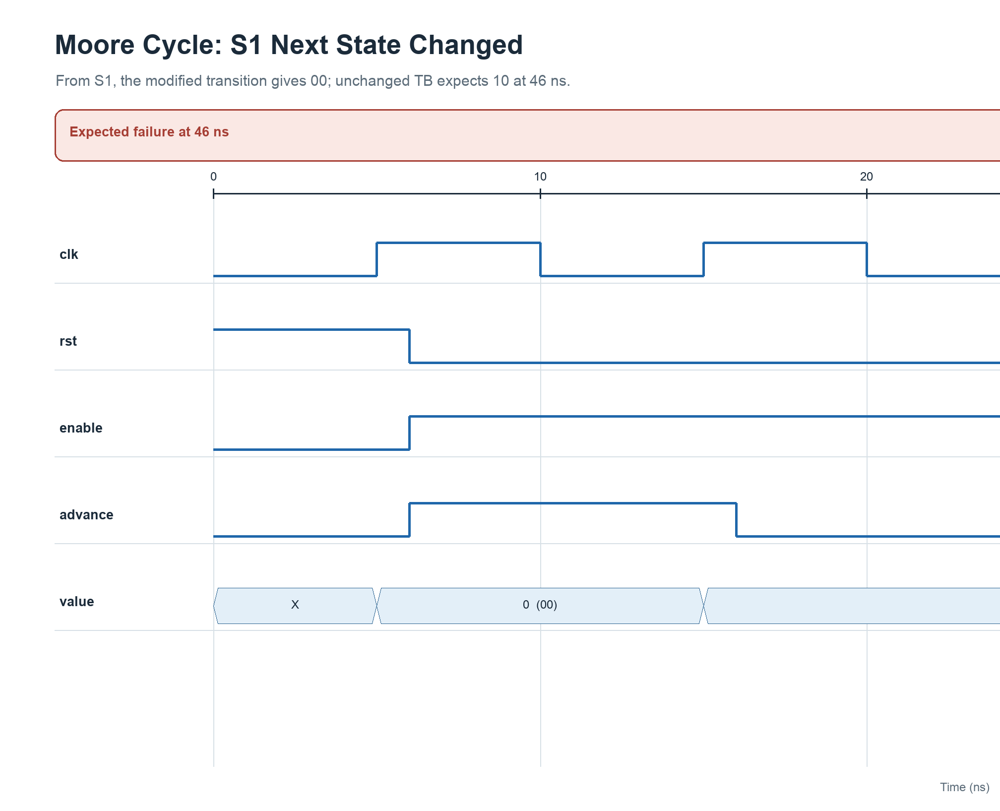 Moore Cycle: S1 Next State Changed
From S1, the modified transition gives 00; unchanged TB expects 10 at 46 ns.
Expected failure at 46 ns
0 10 20
clk
rst
enable
advance
value X 0 (00)
Time (ns)